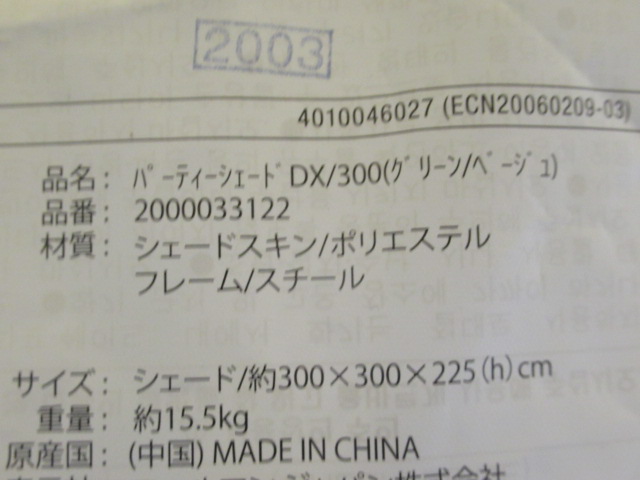 2003
4010046027 (ECN20060209-03)
品名: ﾊﾟｰﾃｨｰｼｪｰﾄﾞDX/300(ｸﾞﾘｰﾝ/ﾍﾞｰｼﾞｭ)
品番: 2000033122
材質: シェードスキン/ポリエステル
フレーム/スチール
サイズ: シェード/約300×300×225(h)cm
重量: 約15.5kg
原産国: (中国) MADE IN CHINA